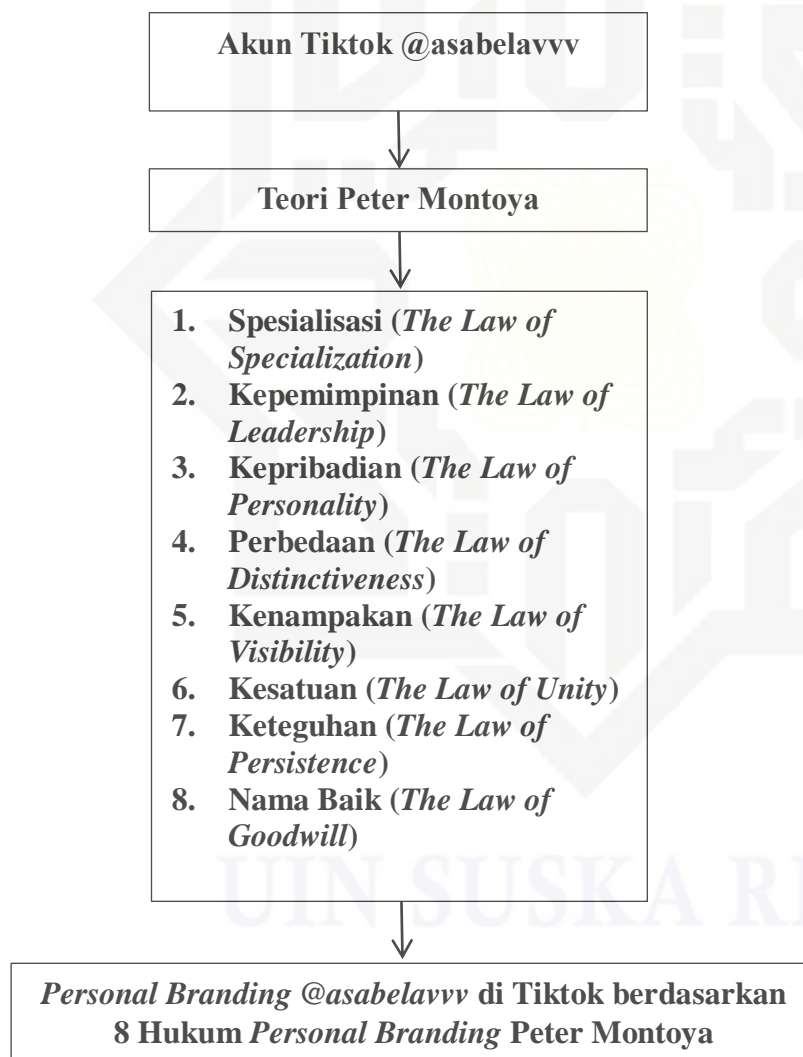 Akun Tiktok @asabelavvv
Teori Peter Montoya
1. Spesialisasi (The Law of
Specialization)
2. Kepemimpinan (The Law of
Leadership)
3. Kepribadian (The Law of
Personality)
4. Perbedaan (The Law of
Distinctiveness)
5. Kenampakan (The Law of
Visibility)
6. Kesatuan (The Law of Unity)
7. Keteguhan (The Law of
Persistence)
8. Nama Baik (The Law of
Goodwill)
UIN SUSKA RI
Personal Branding @asabelavvv di Tiktok berdasarkan
8 Hukum Personal Branding Peter Montoya